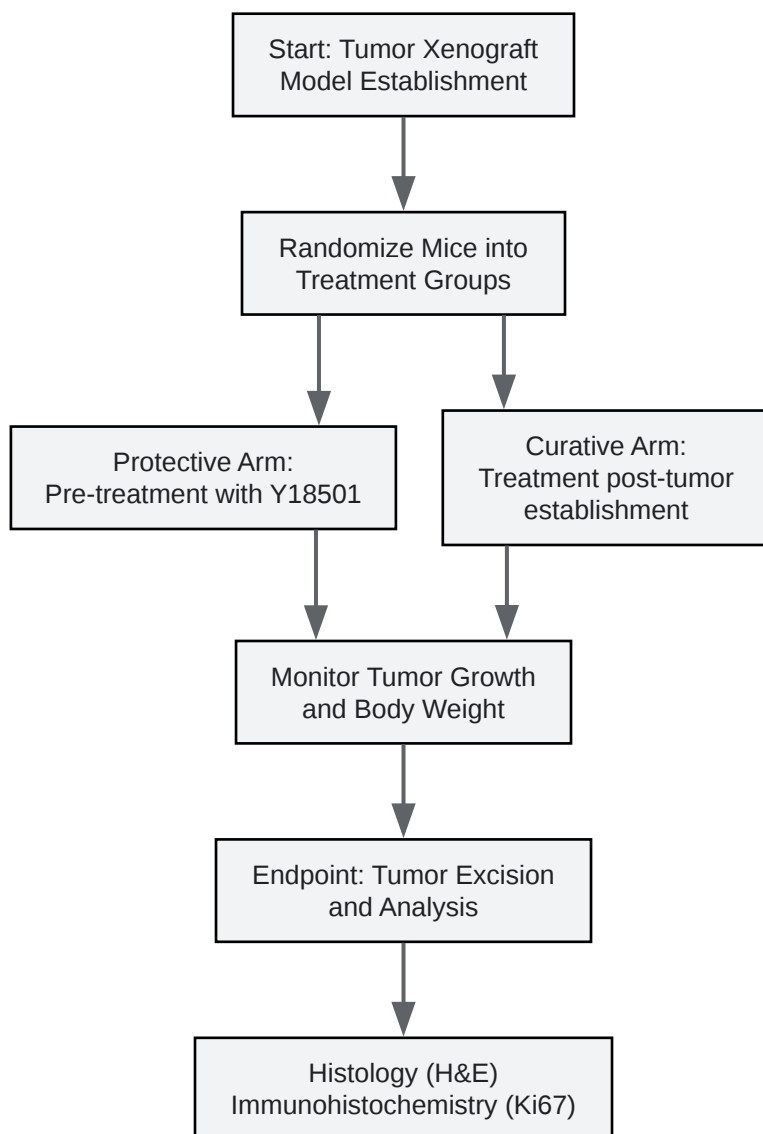 Start: Tumor Xenograft
Model Establishment
Randomize Mice into
Treatment Groups
Protective Arm:
Pre-treatment with Y18501
Curative Arm:
Treatment post-tumor
establishment
Monitor Tumor Growth
and Body Weight
Endpoint: Tumor Excision
and Analysis
Histology (H&E)
Immunohistochemistry (Ki67)